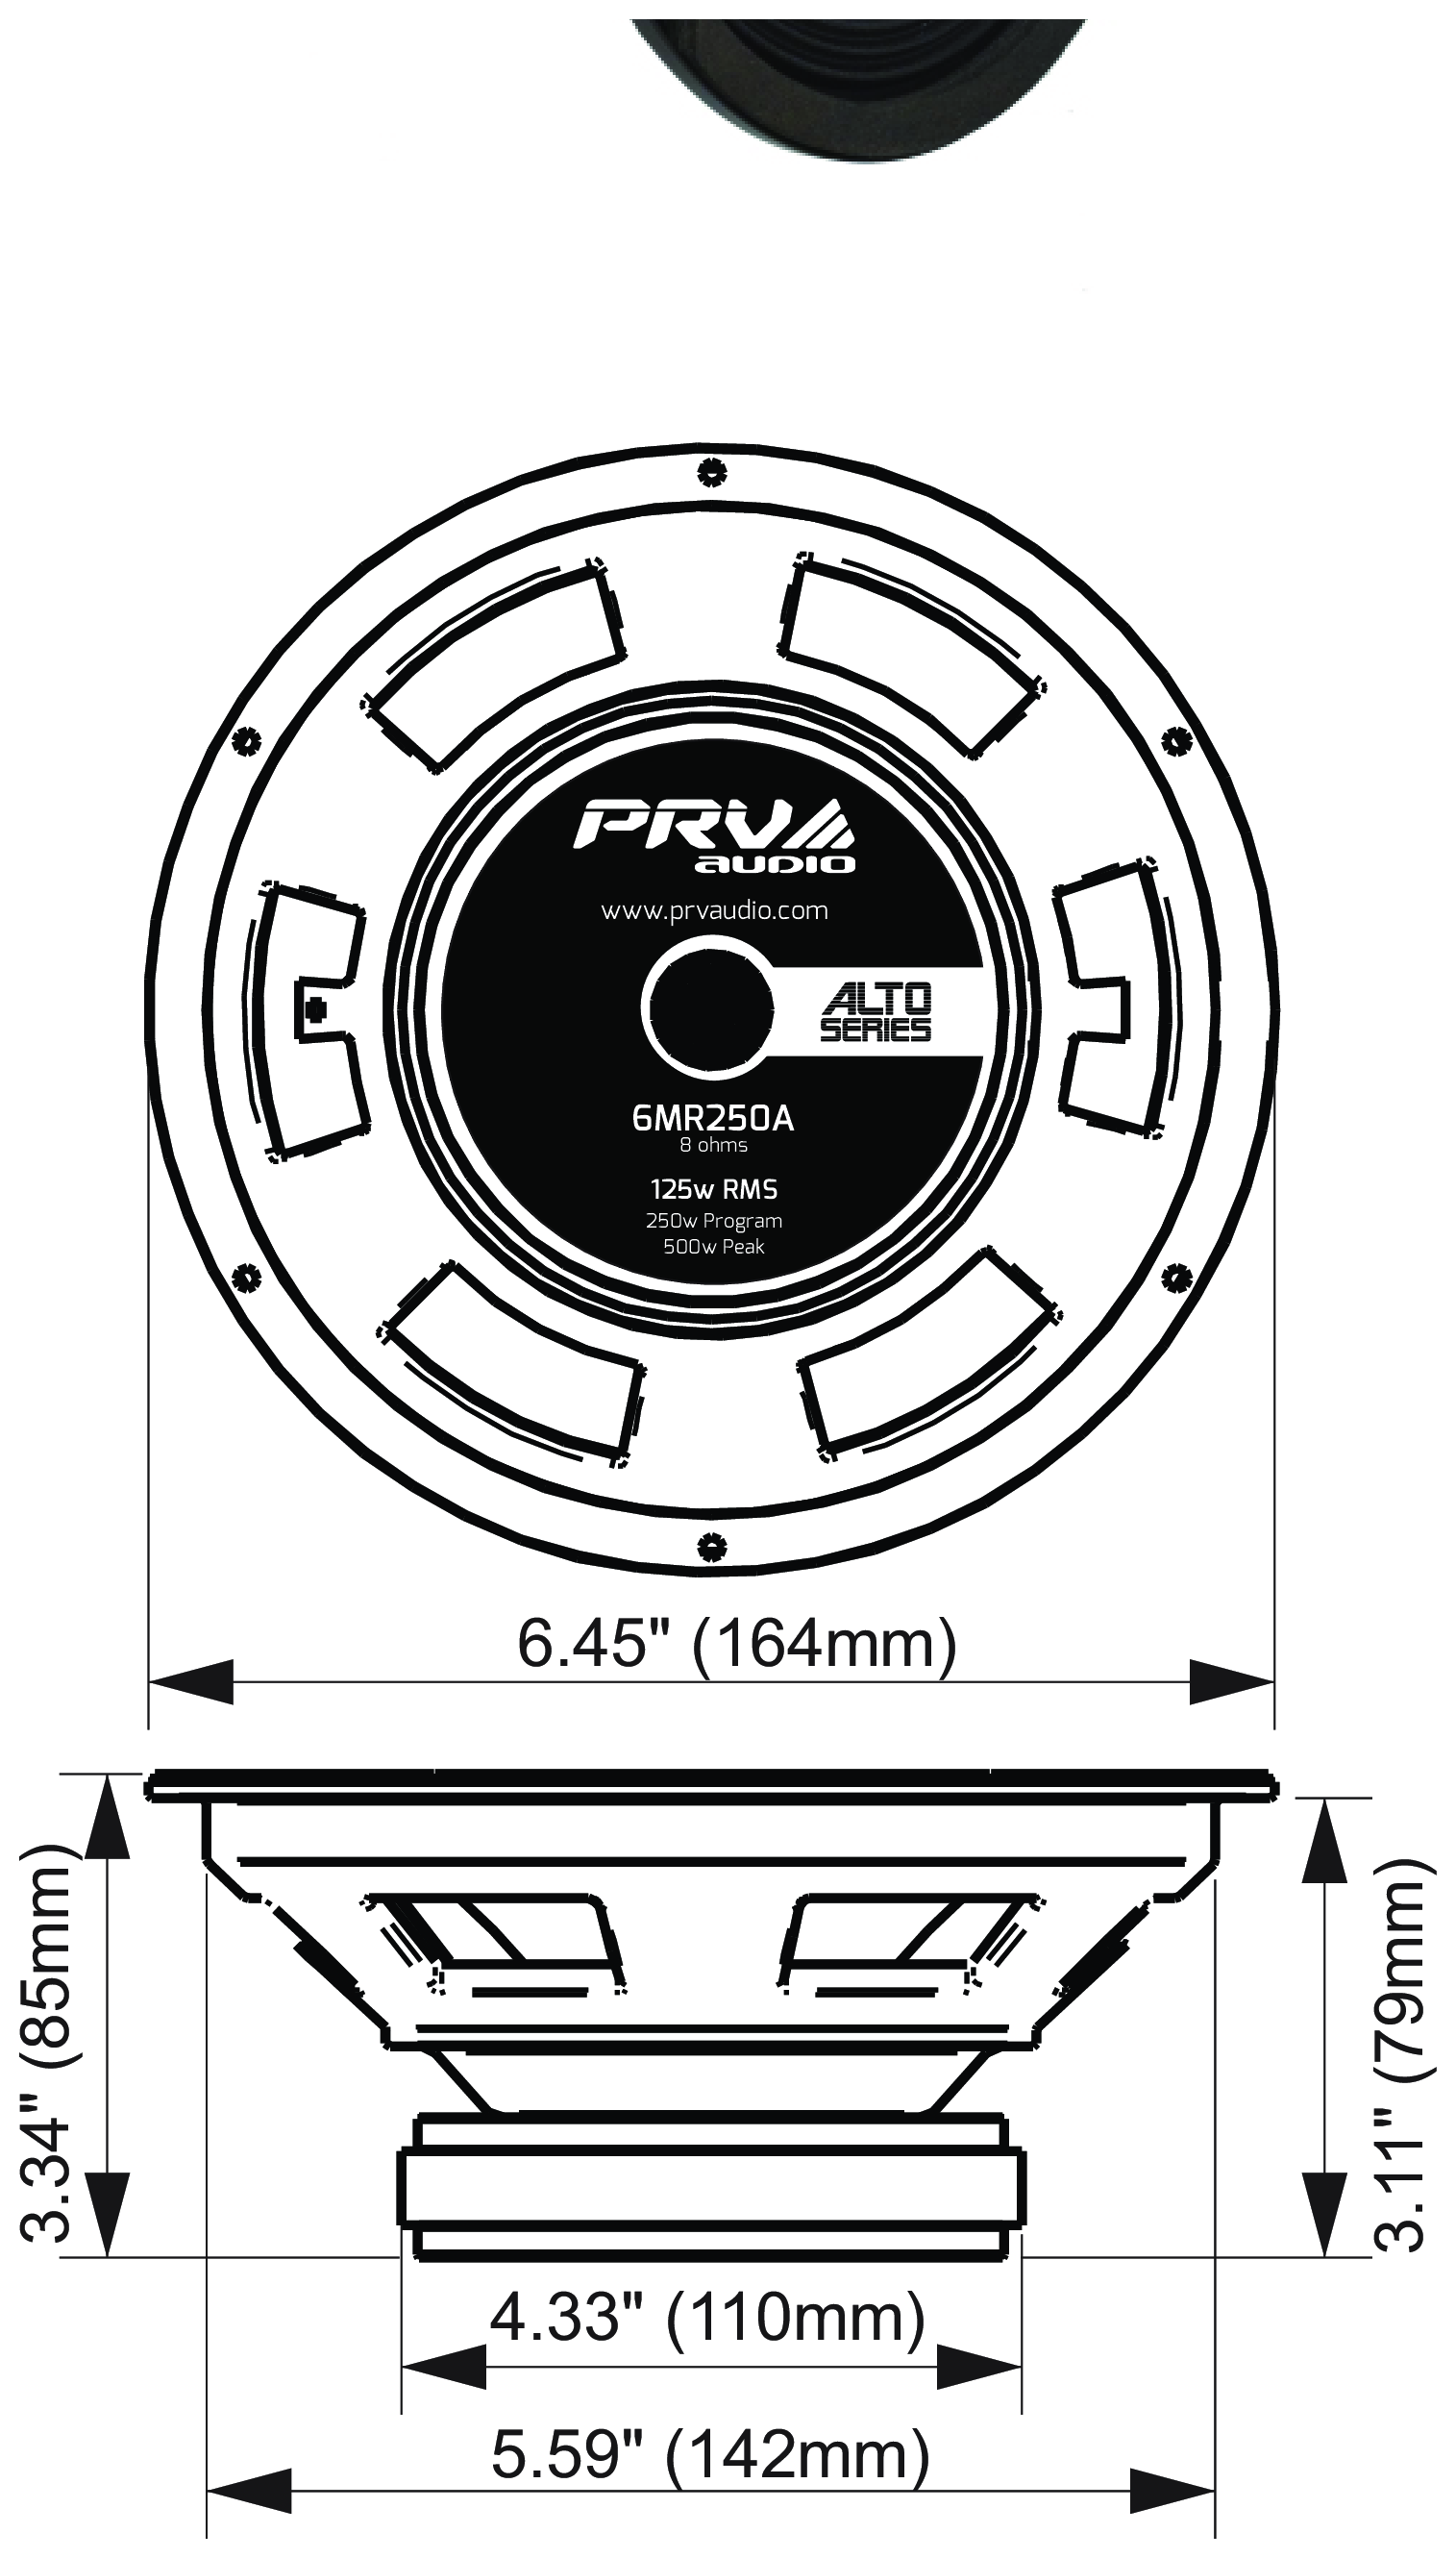 PRV
audio
www.prvaudio.com
ALTO
SERIES
6MR250A
8 ohms
125w RMS
250w Program
500w Peak
6.45" (164mm)
3.34" (85mm)
3.11" (79mm)
4.33" (110mm)
5.59" (142mm)